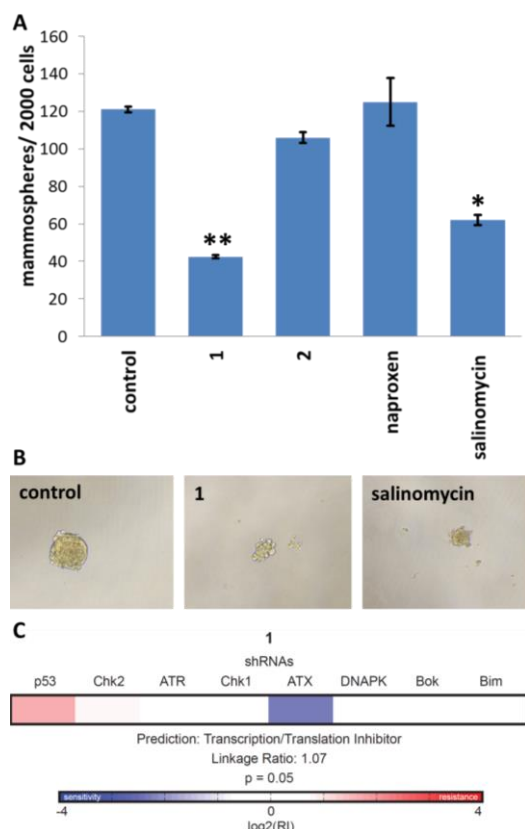 A
mammospheres/ 2000 cells
160
140
120
100
80
60
40
20
0
**
*
control
1
2
naproxen
salinomycin
B
control
1
salinomycin
C
1
shRNAs
p53 Chk2 ATR Chk1 ATX DNAPK Bok Bim
Prediction: Transcription/Translation Inhibitor
Linkage Ratio: 1.07
p = 0.05
sensitivity resistance
-4 0 4
log2(RI)